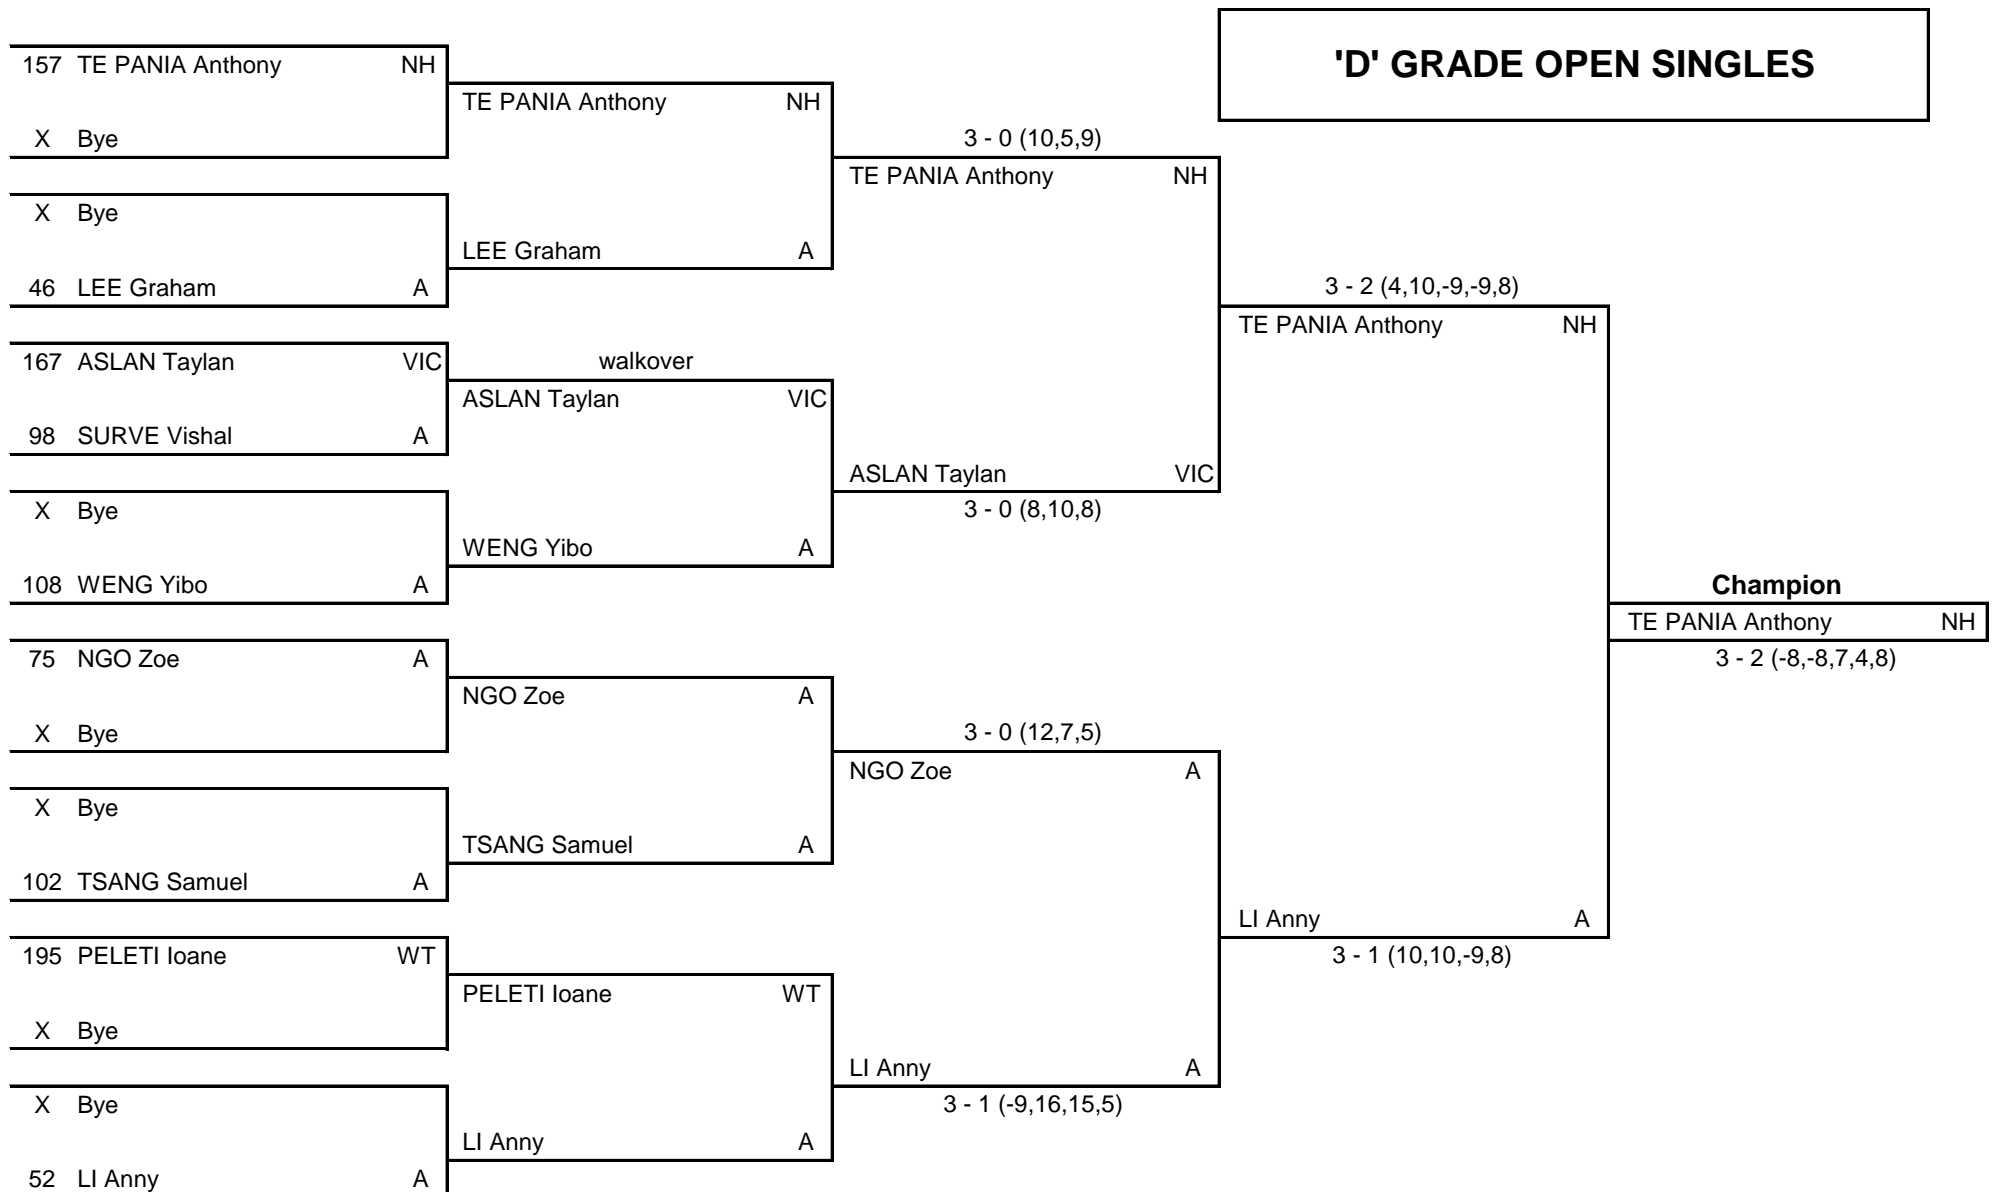 'D' GRADE OPEN SINGLES
157 TE PANIA Anthony NH
TE PANIA Anthony NH
X Bye
3 - 0 (10,5,9)
TE PANIA Anthony NH
X Bye
LEE Graham A
46 LEE Graham A
3 - 2 (4,10,-9,-9,8)
TE PANIA Anthony NH
167 ASLAN Taylan VIC
walkover
ASLAN Taylan VIC
98 SURVE Vishal A
ASLAN Taylan VIC
X Bye
3 - 0 (8,10,8)
WENG Yibo A
108 WENG Yibo A
Champion
TE PANIA Anthony NH
75 NGO Zoe A
3 - 2 (-8,-8,7,4,8)
NGO Zoe A
X Bye
3 - 0 (12,7,5)
NGO Zoe A
X Bye
TSANG Samuel A
102 TSANG Samuel A
LI Anny A
195 PELETI Ioane WT
3 - 1 (10,10,-9,8)
PELETI Ioane WT
X Bye
LI Anny A
X Bye
3 - 1 (-9,16,15,5)
LI Anny A
52 LI Anny A